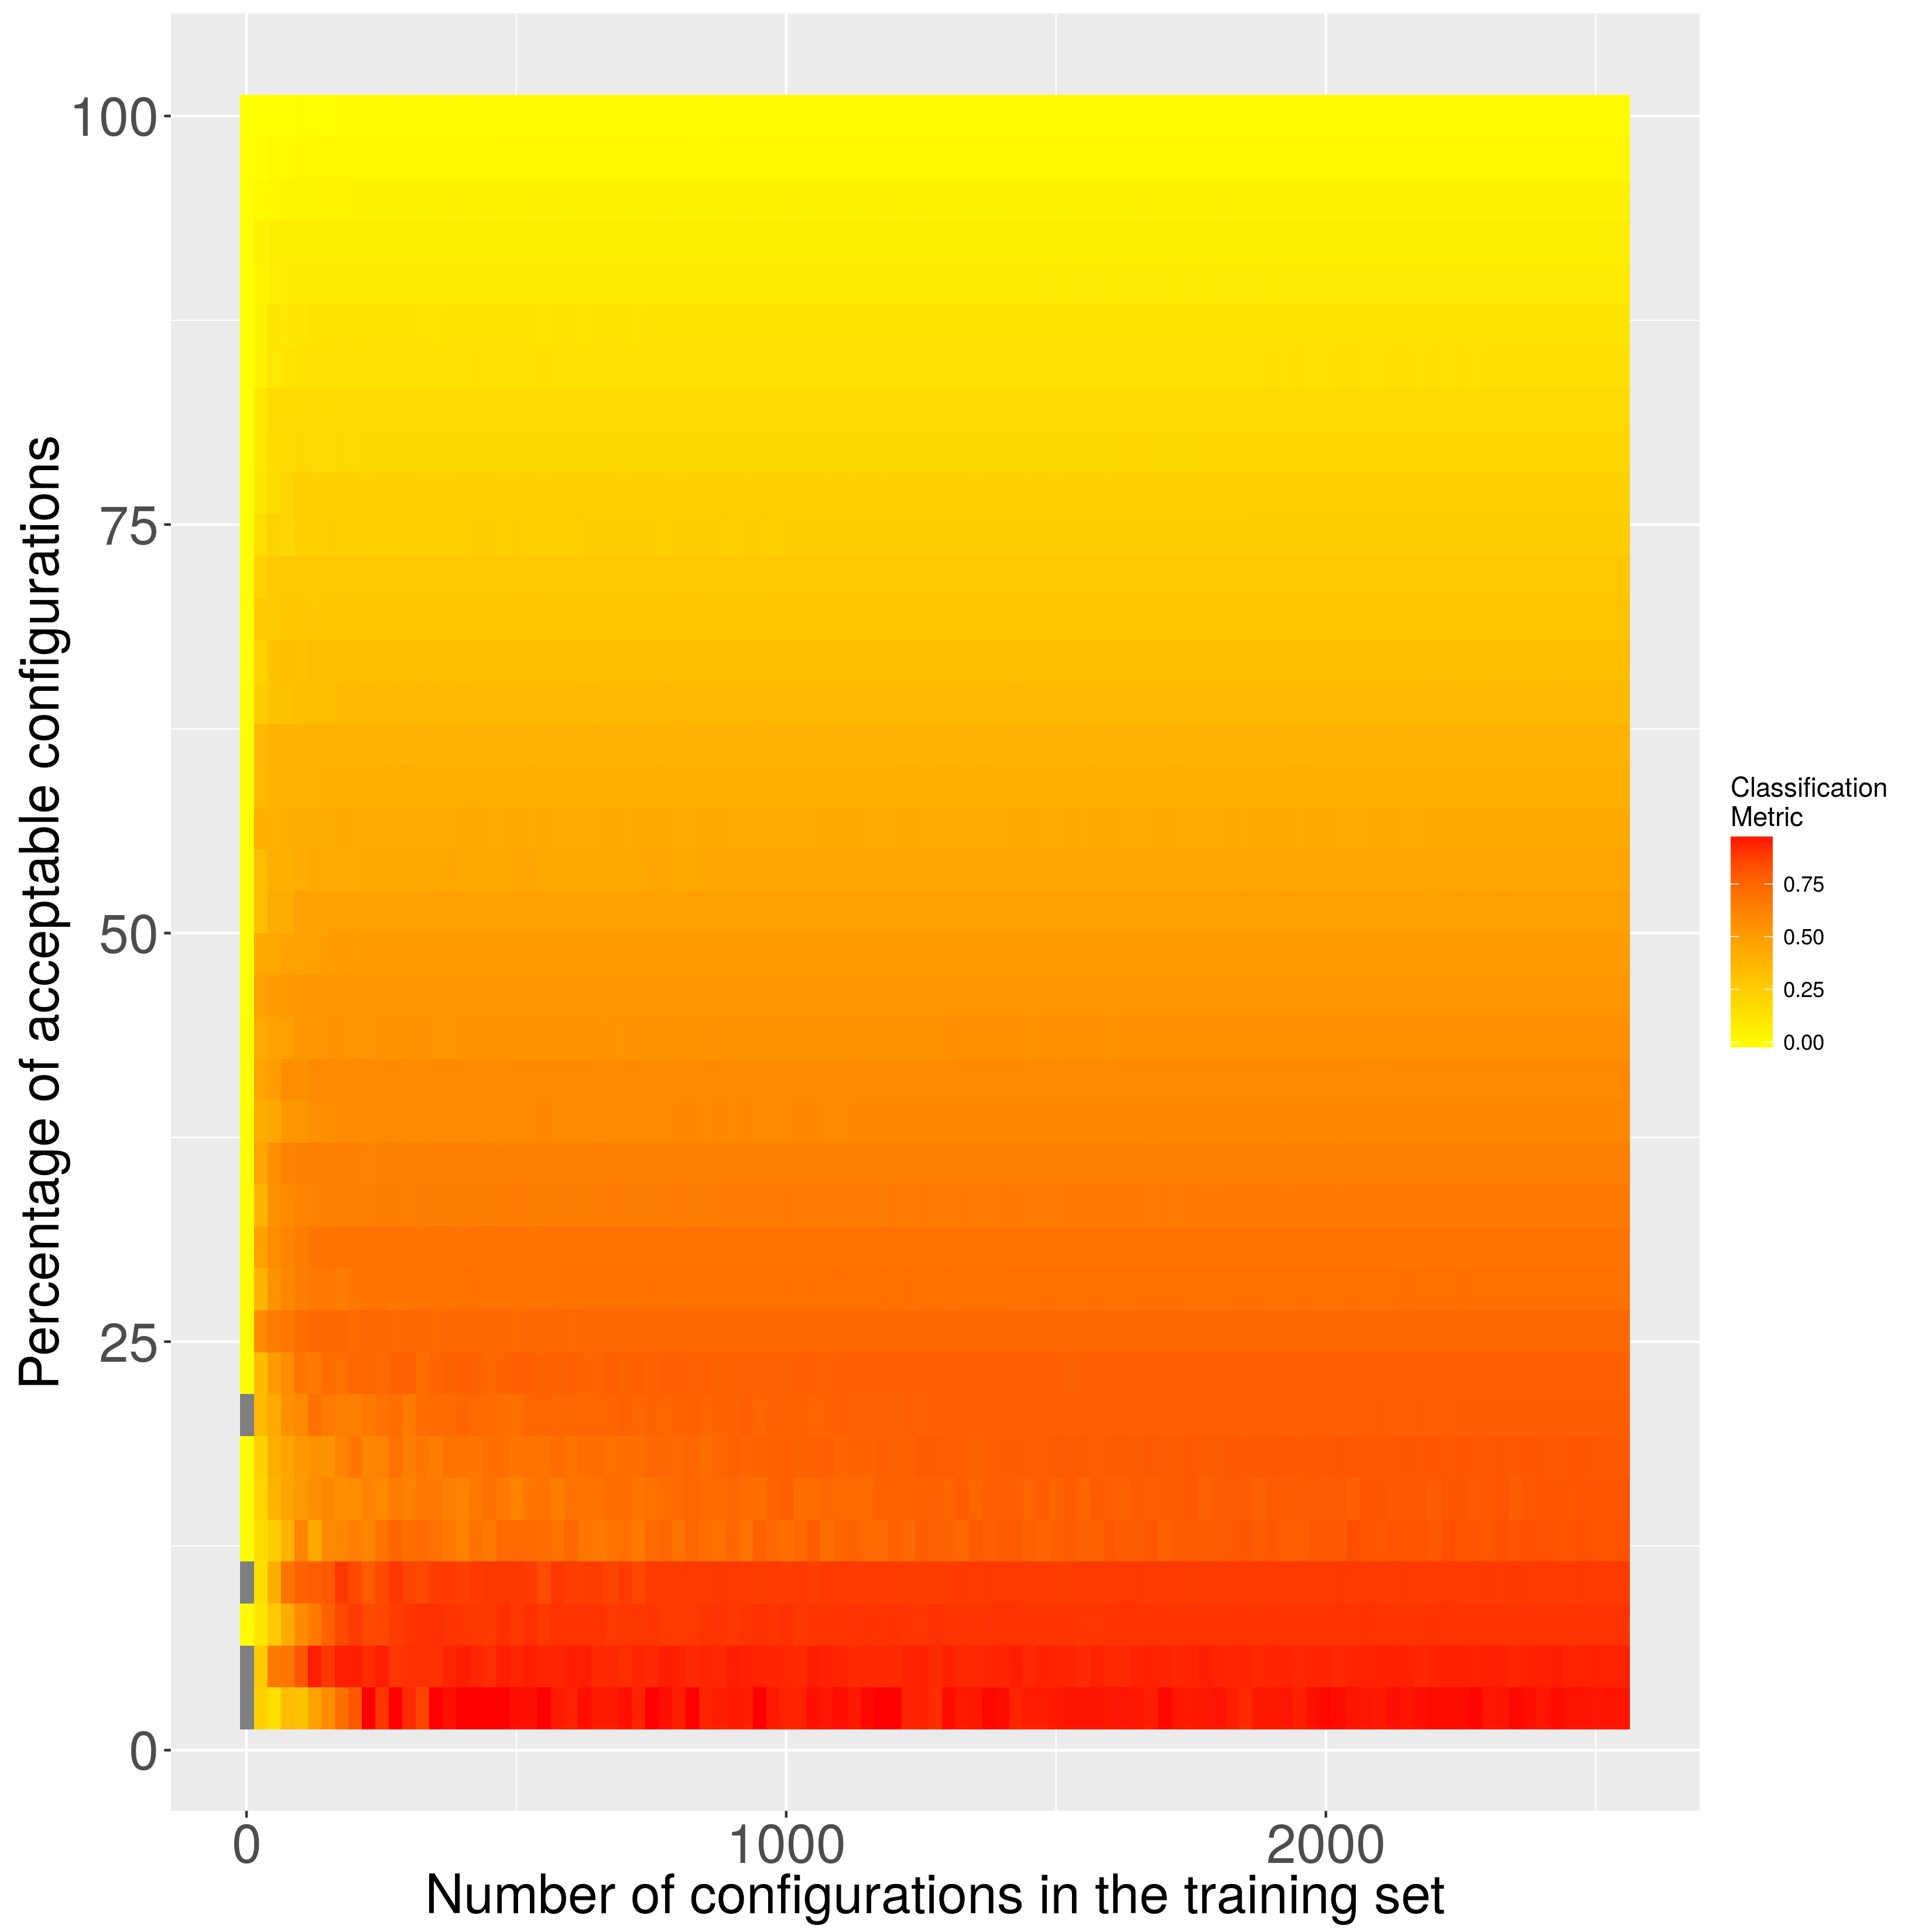 100
75
50
25
0
Percentage of acceptable configurations
0 1000 2000
Number of configurations in the training set
Classification
Metric
0.75
0.50
0.25
0.00